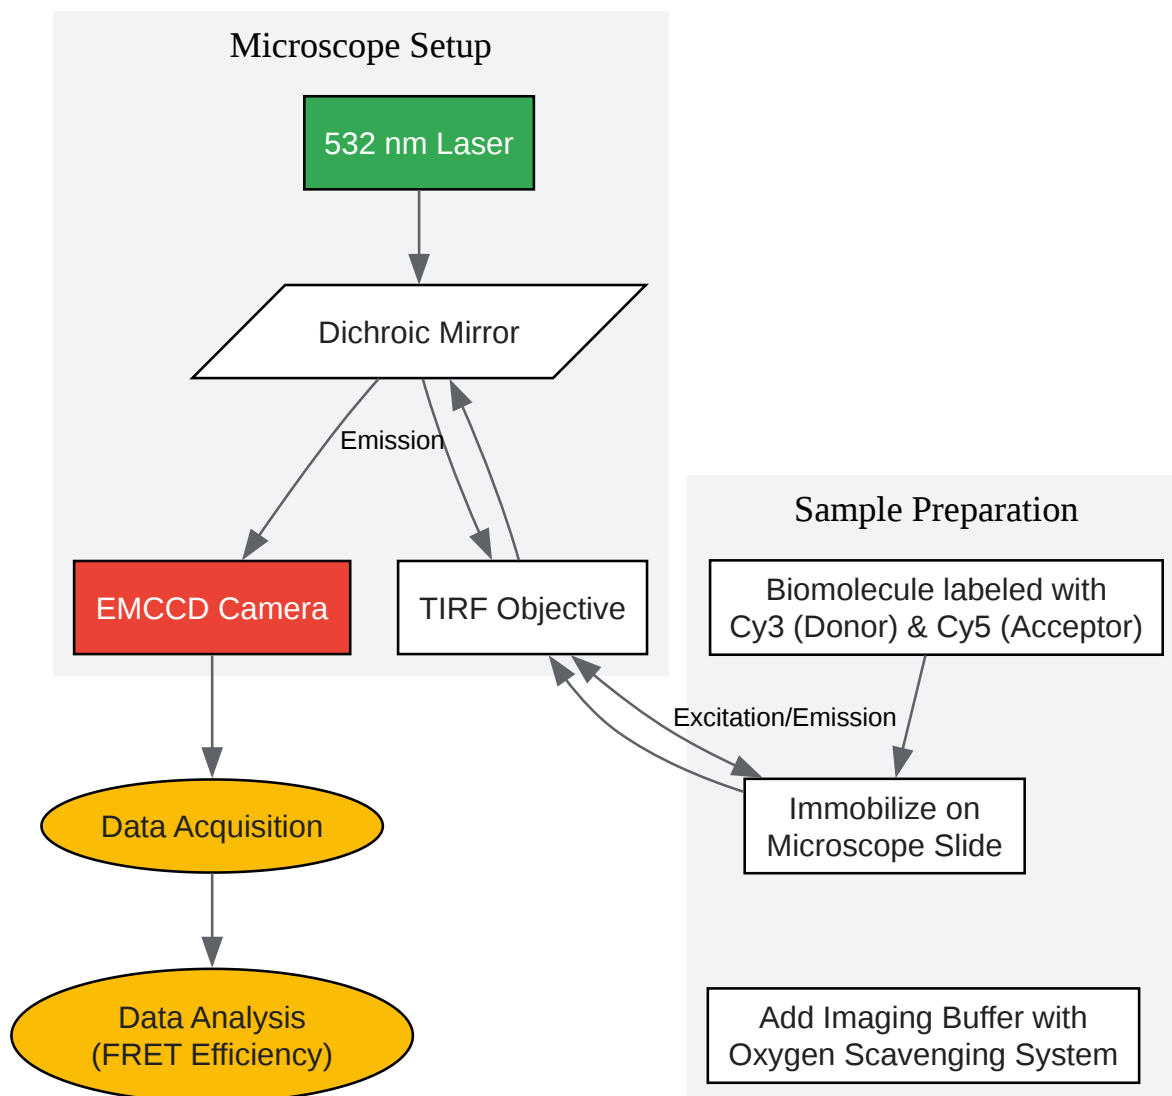 Microscope Setup
532 nm Laser
Dichroic Mirror
Emission
EMCCD Camera
TIRF Objective
Sample Preparation
Biomolecule labeled with
Cy3 (Donor) & Cy5 (Acceptor)
Excitation/Emission
Immobilize on
Microscope Slide
Data Acquisition
Data Analysis
(FRET Efficiency)
Add Imaging Buffer with
Oxygen Scavenging System